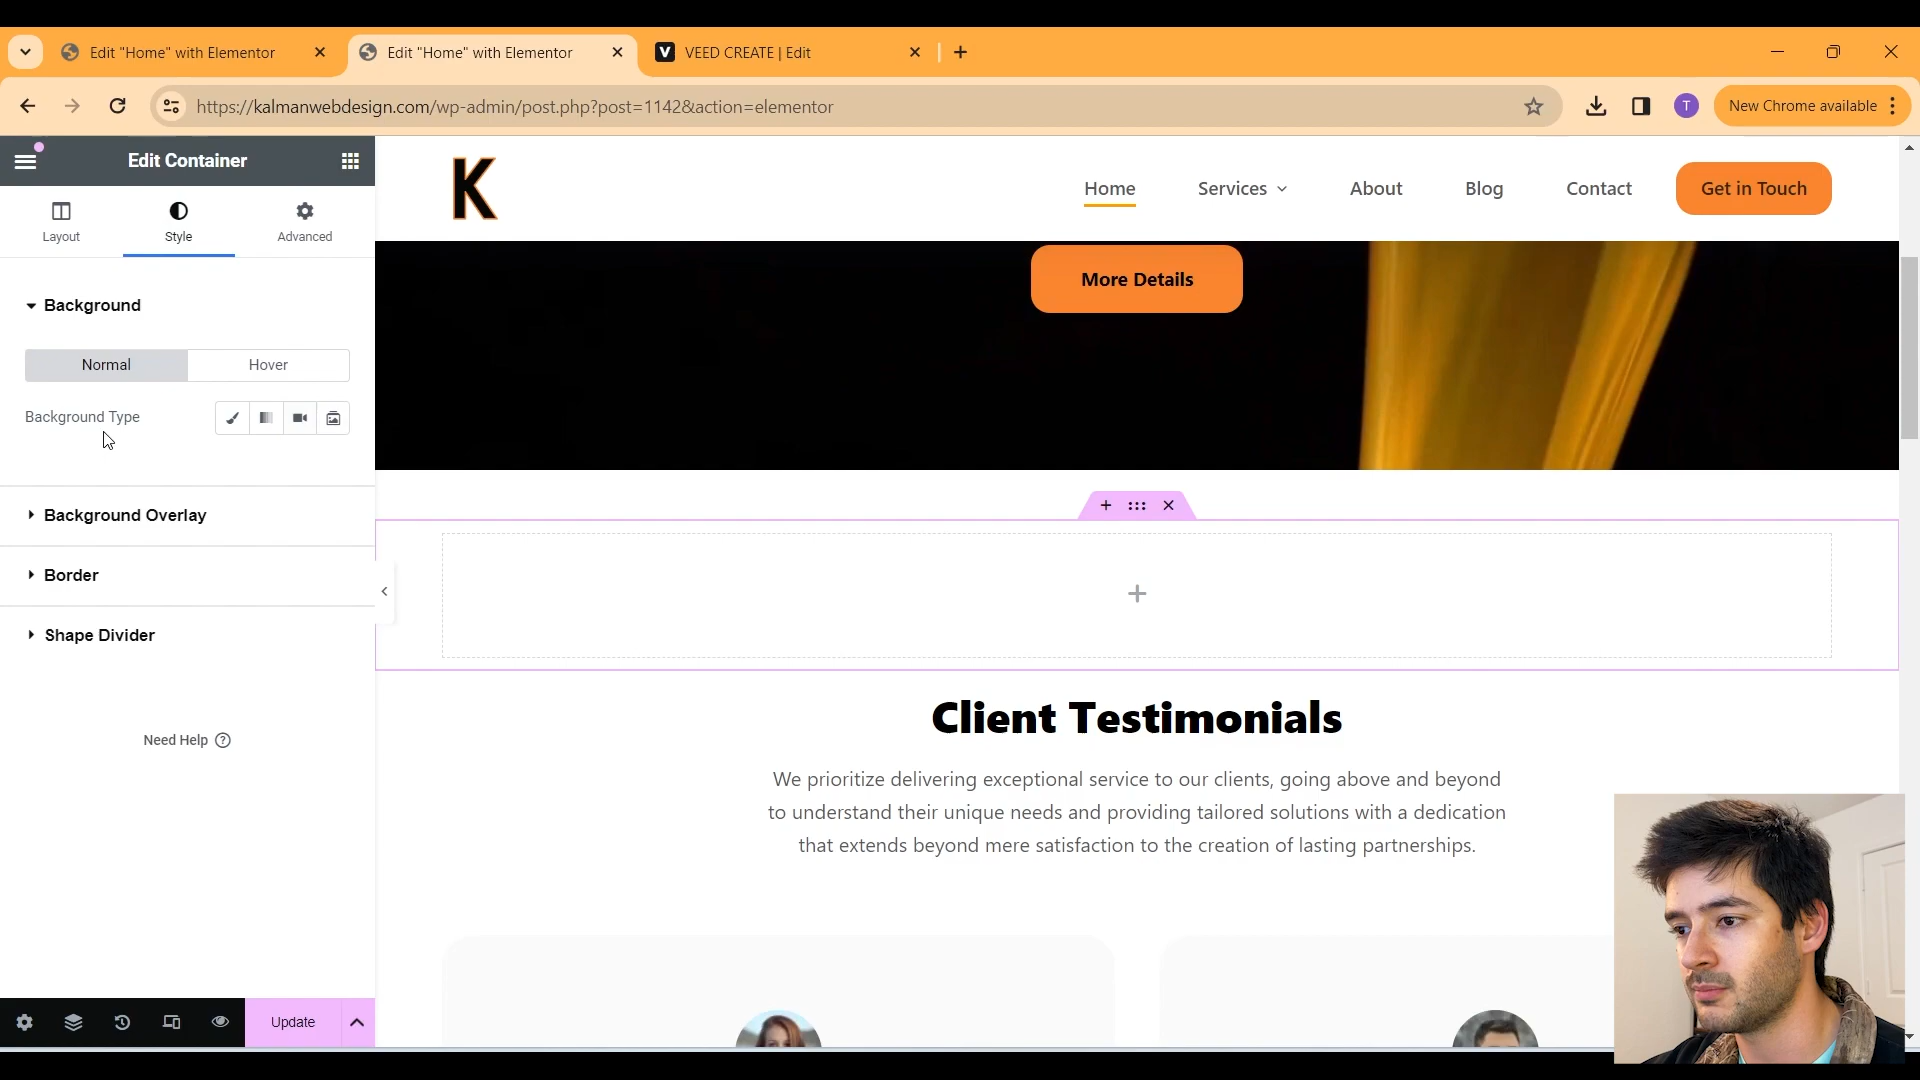 Edit "Home" with Elementor
Edit "Home" with Elementor
V
VEED CREATE | Edit
https://kalmanwebdesign.com/wp-admin/post.php?post=1142&action=elementor
T
New Chrome available
Edit Container
Layout
Style
Advanced
Background
Normal
Hover
Background Type
Background Overlay
Border
Shape Divider
Need Help
Update
K
Home
Services
About
Blog
Contact
Get in Touch
More Details
Client Testimonials
We prioritize delivering exceptional service to our clients, going above and beyond
to understand their unique needs and providing tailored solutions with a dedication
that extends beyond mere satisfaction to the creation of lasting partnerships.